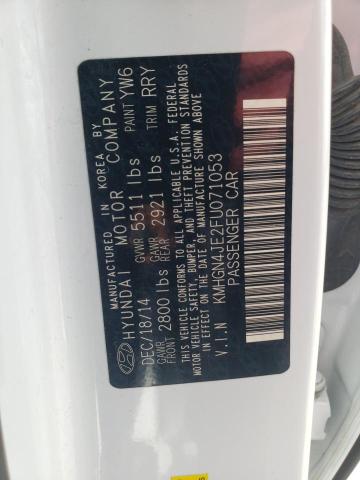 MANUFACTURED IN KOREA BY
HYUNDAI MOTOR COMPANY
DEC/18/14 GVWR 5511 lbs PAINT YW6
GAWR FRONT 2800 lbs GAWR REAR 2921 lbs TRIM RRY
THIS VEHICLE CONFORMS TO ALL APPLICABLE U.S.A. FEDERAL
MOTOR VEHICLE SAFETY, BUMPER, AND THEFT PREVENTION STANDARDS
IN EFFECT ON THE DATE OF MANUFACTURE SHOWN ABOVE
V.I.N KMHGN4JE2FU071053
PASSENGER CAR